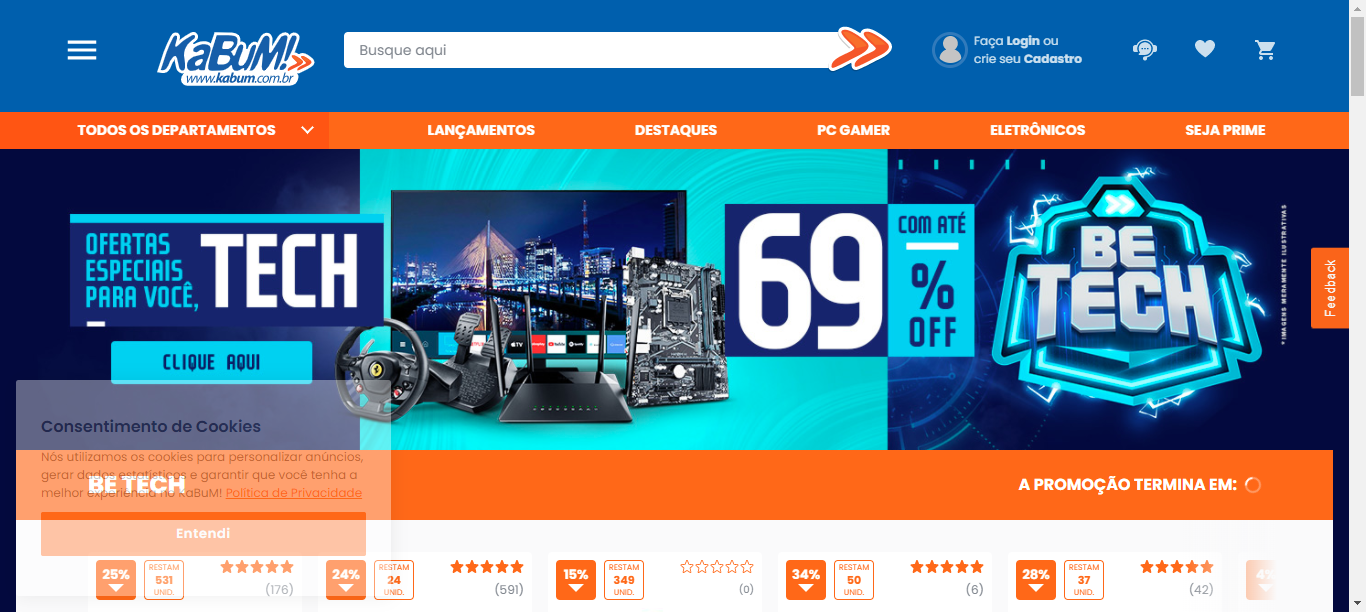 KaBuM!
www.kabum.com.br
Busque aqui
Faça Login ou
crie seu Cadastro
TODOS OS DEPARTAMENTOS
LANÇAMENTOS
DESTAQUES
PC GAMER
ELETRÔNICOS
SEJA PRIME
OFERTAS
ESPECIAIS
PARA VOCÊ,
TECH
CLIQUE AQUI
69
COM ATÉ
%
OFF
BE
TECH
*IMAGENS MERAMENTE ILUSTRATIVAS
Feedback
Consentimento de Cookies
Nós utilizamos os cookies para personalizar anúncios,
gerar dados estatísticos e garantir que você tenha a
melhor experiência no KaBuM! Política de Privacidade
Entendi
BE TECH
A PROMOÇÃO TERMINA EM:
25%
RESTAM
531
UNID.
(176)
24%
RESTAM
24
UNID.
(591)
15%
RESTAM
349
UNID.
(0)
34%
RESTAM
50
UNID.
(6)
28%
RESTAM
37
UNID.
(42)
4%